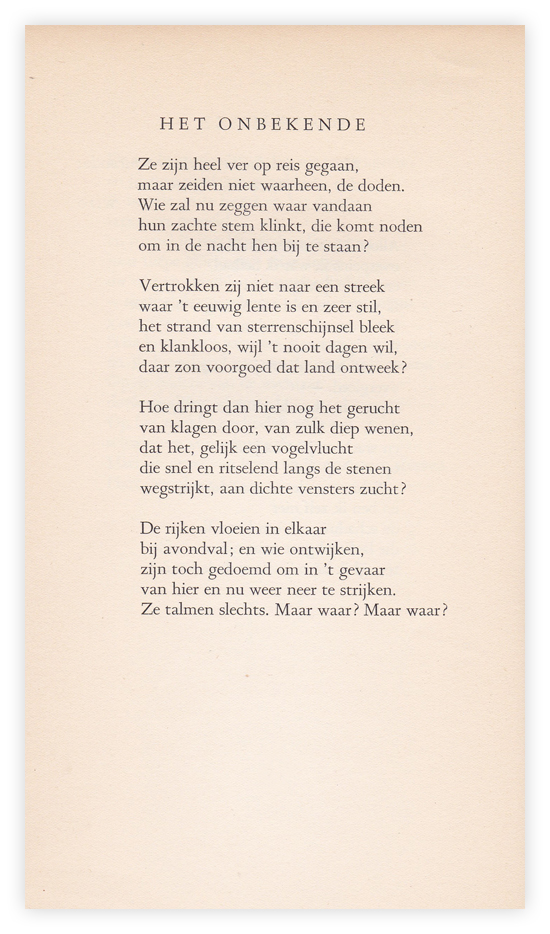 HET ONBEKENDE
Ze zijn heel ver op reis gegaan,
maar zeiden niet waarheen, de doden.
Wie zal nu zeggen waar vandaan
hun zachte stem klinkt, die komt noden
om in de nacht hen bij te staan?
Vertrokken zij niet naar een streek
waar 't eeuwig lente is en zeer stil,
het strand van sterrenschijnsel bleek
en klankloos, wijl 't nooit dagen wil,
daar zon voorgoed dat land ontweek?
Hoe dringt dan hier nog het gerucht
van klagen door, van zulk diep wenen,
dat het, gelijk een vogelvlucht
die snel en ritselend langs de stenen
wegstrijkt, aan dichte vensters zucht?
De rijken vloeien in elkaar
bij avondval; en wie ontwijken,
zijn toch gedoemd om in 't gevaar
van hier en nu weer neer te strijken.
Ze talmen slechts. Maar waar? Maar waar?